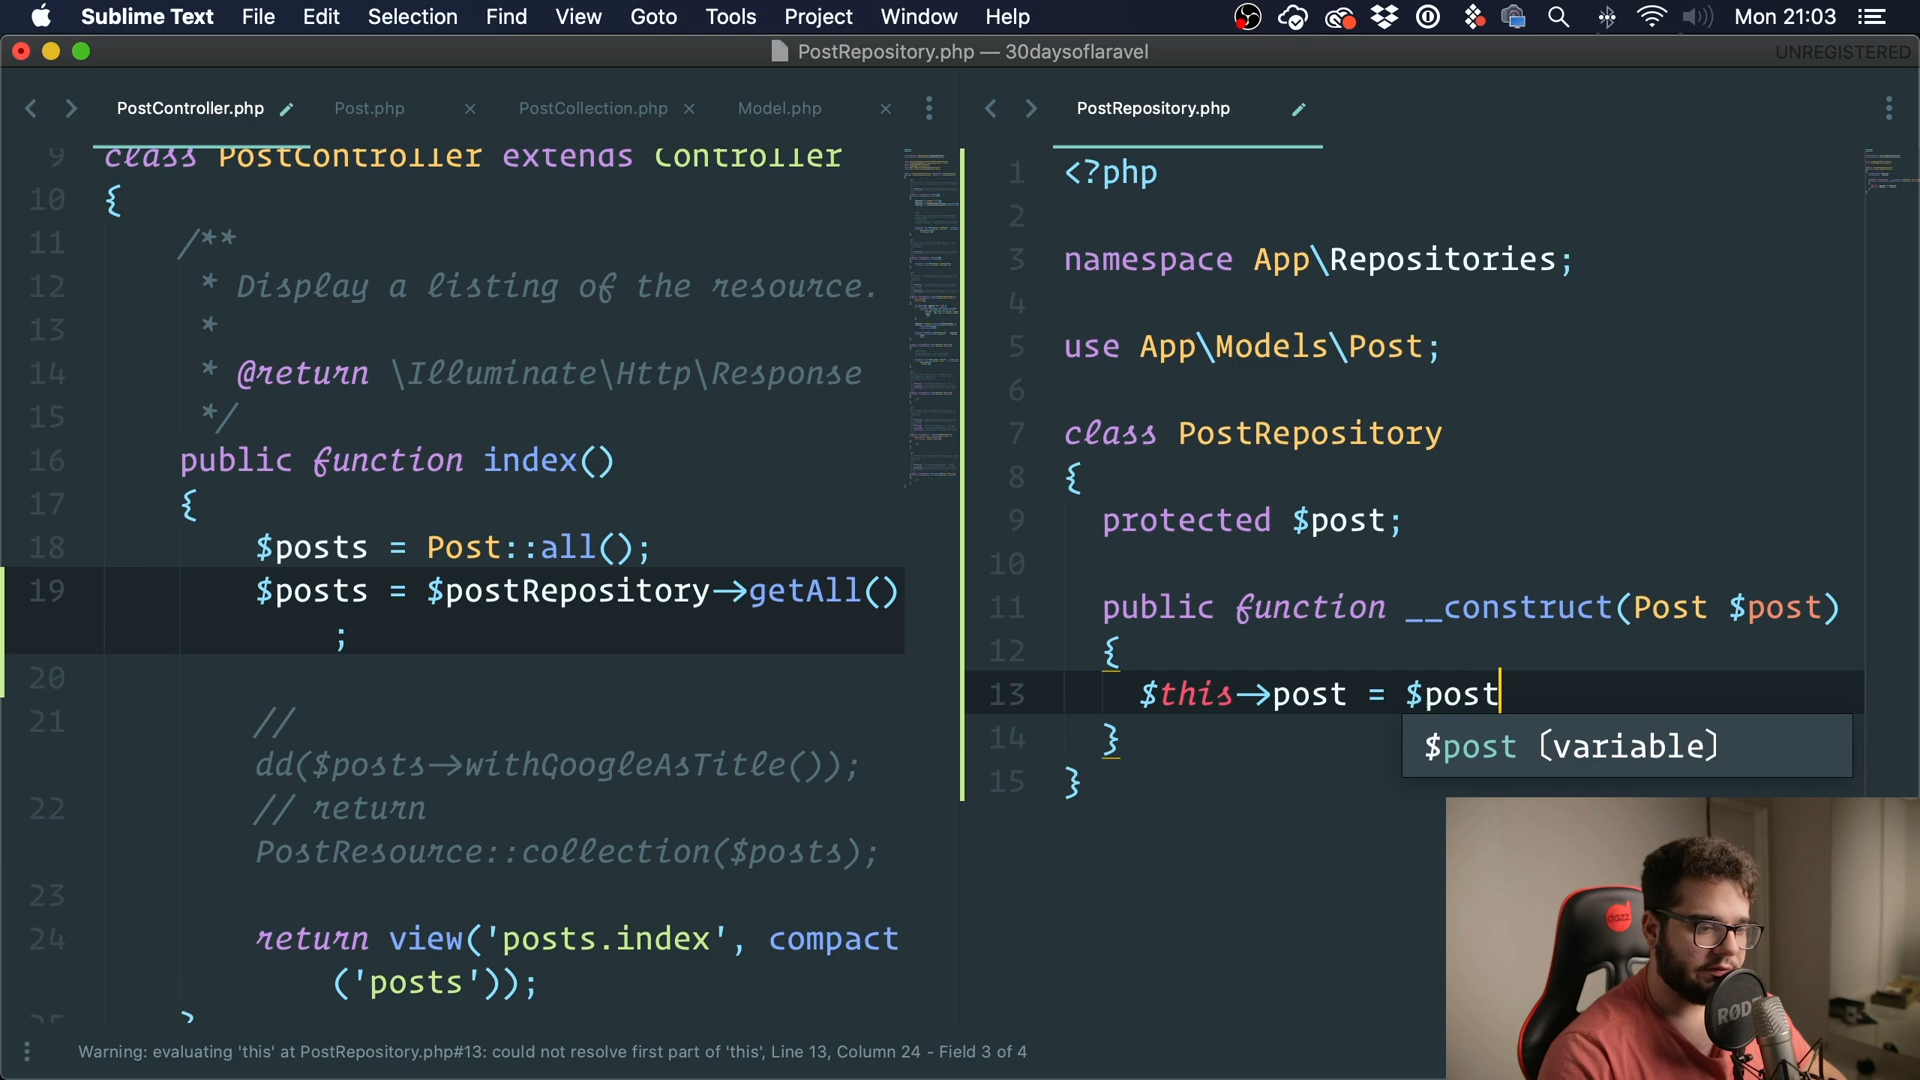 Sublime Text File Edit Selection Find View Goto Tools Project Window Help Mon 21:03
PostRepository.php — 30daysoflaravel UNREGISTERED
PostController.php Post.php PostCollection.php Model.php
9 class PostController extends Controller
10 {
11 /**
12 * Display a listing of the resource.
13 *
14 * @return \Illuminate\Http\Response
15 */
16 public function index()
17 {
18 $posts = Post::all();
19 $posts = $postRepository->getAll()
;
20
21 //
dd($posts->withGoogleAsTitle());
22 // return
PostResource::collection($posts);
23
24 return view('posts.index', compact
('posts'));
25 }
PostRepository.php
1 <?php
2
3 namespace App\Repositories;
4
5 use App\Models\Post;
6
7 class PostRepository
8 {
9 protected $post;
10
11 public function __construct(Post $post)
12 {
13 $this->post = $post
$post (variable)
14 }
15 }
dazz
RØD
Warning: evaluating 'this' at PostRepository.php#13: could not resolve first part of 'this', Line 13, Column 24 - Field 3 of 4